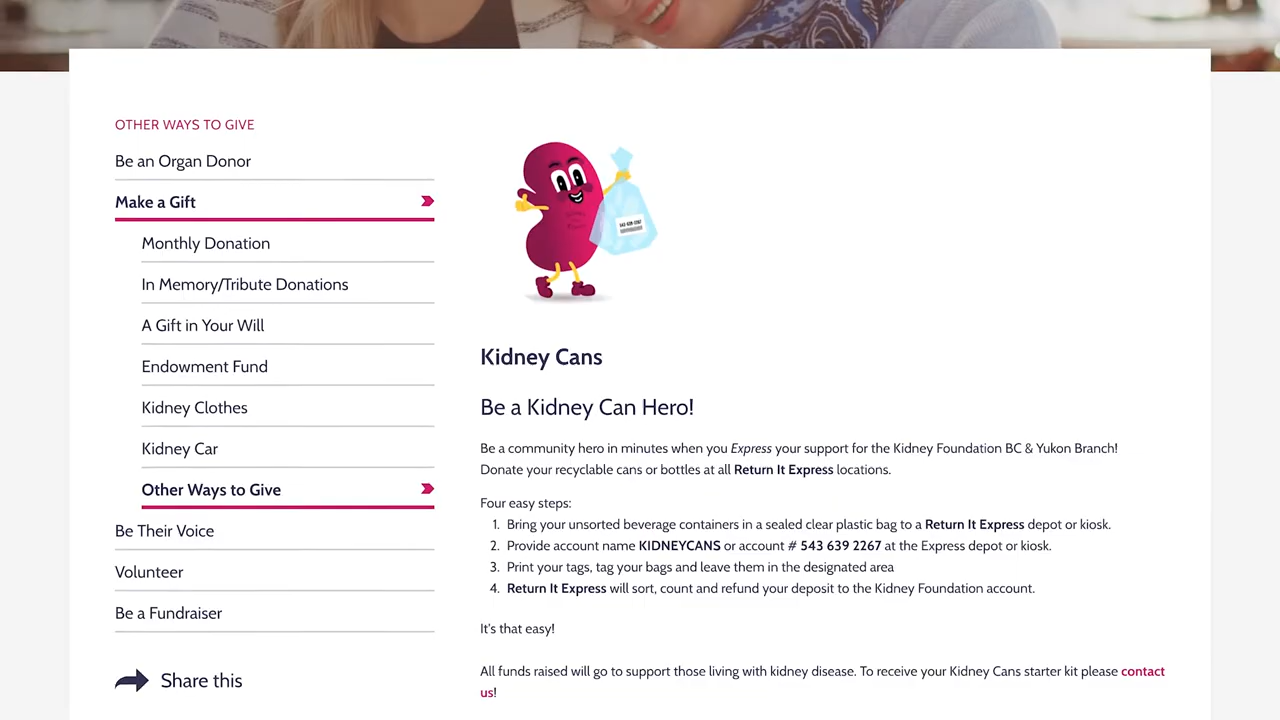 OTHER WAYS TO GIVE
Be an Organ Donor
Make a Gift
Monthly Donation
In Memory/Tribute Donations
A Gift in Your Will
Endowment Fund
Kidney Clothes
Kidney Car
Other Ways to Give
Be Their Voice
Volunteer
Be a Fundraiser
Share this
543-639-2267
Kidney Cans
Be a Kidney Can Hero!
Be a community hero in minutes when you Express your support for the Kidney Foundation BC & Yukon Branch!
Donate your recyclable cans or bottles at all Return It Express locations.
Four easy steps:
1. Bring your unsorted beverage containers in a sealed clear plastic bag to a Return It Express depot or kiosk.
2. Provide account name KIDNEYCANS or account # 543 639 2267 at the Express depot or kiosk.
3. Print your tags, tag your bags and leave them in the designated area
4. Return It Express will sort, count and refund your deposit to the Kidney Foundation account.
It's that easy!
All funds raised will go to support those living with kidney disease. To receive your Kidney Cans starter kit please contact
us!